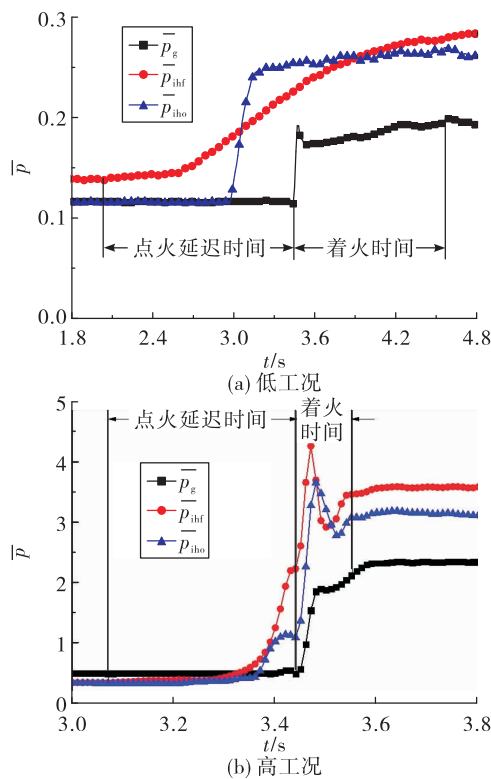 0.3
0.2
0.1
0.0
p̅
p̅g
p̅ihf
p̅iho
点火延迟时间
着火时间
1.8 2.4 3.0 3.6 4.2 4.8
t/s
(a) 低工况
5
4
3
2
1
0
p̅
点火延迟时间
着火
时间
p̅g
p̅ihf
p̅iho
3.0 3.2 3.4 3.6 3.8
t/s
(b) 高工况